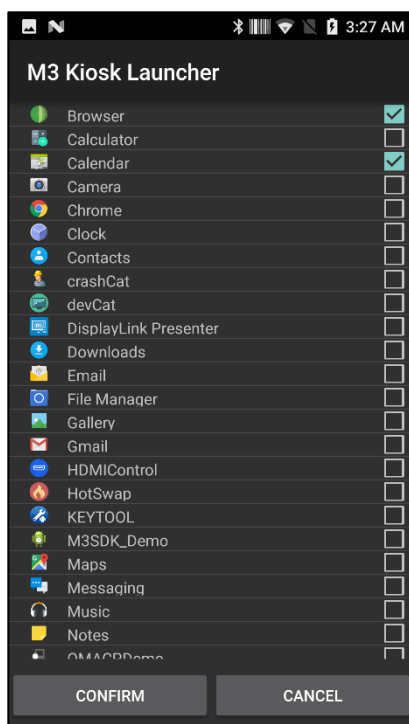 3:27 AM
M3 Kiosk Launcher
Browser
Calculator
Calendar
Camera
Chrome
Clock
Contacts
crashCat
devCat
DisplayLink Presenter
Downloads
Email
File Manager
Gallery
Gmail
HDMIControl
HotSwap
KEYTOOL
M3SDK_Demo
Maps
Messaging
Music
Notes
CONFIRM CANCEL